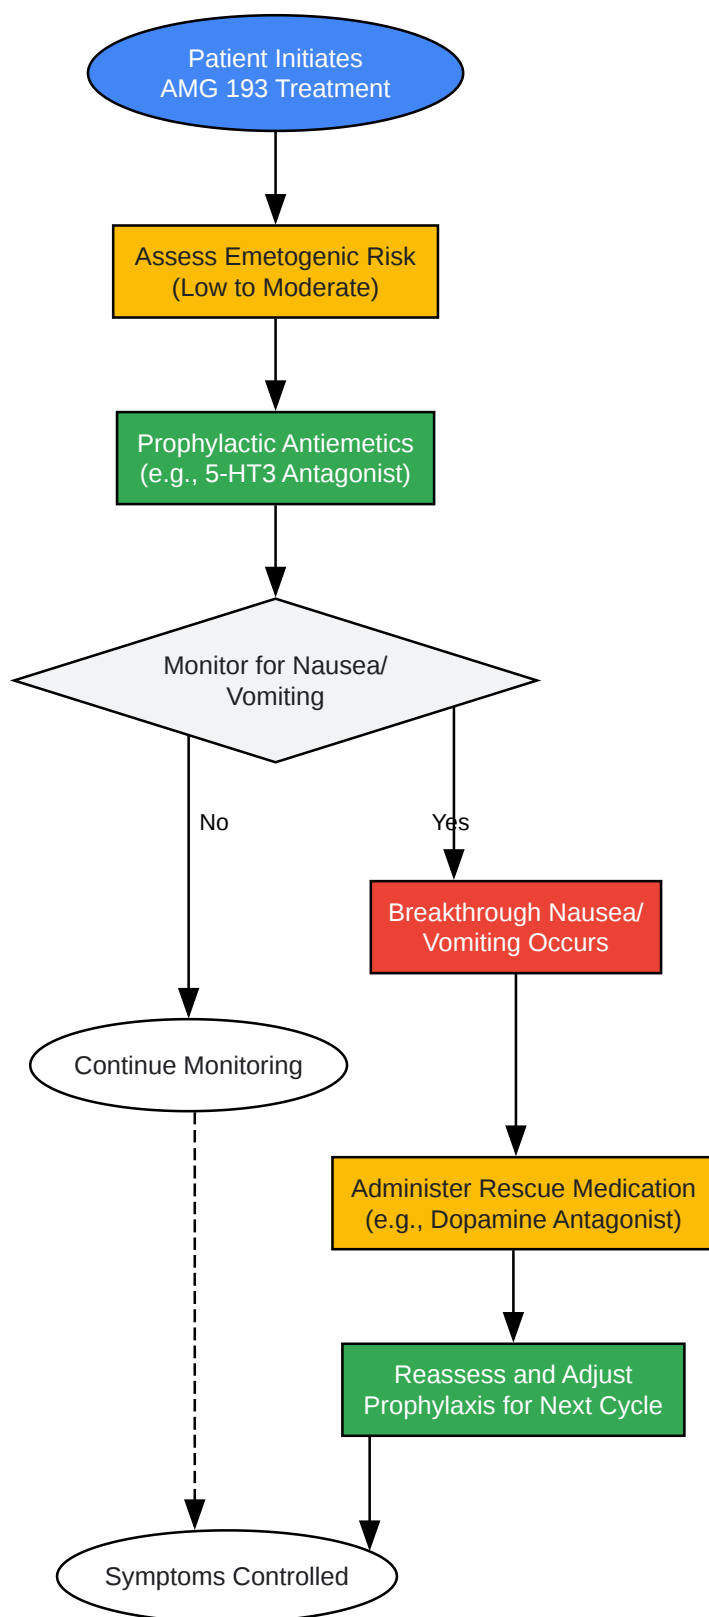 Patient Initiates
AMG 193 Treatment
Assess Emetogenic Risk
(Low to Moderate)
Prophylactic Antiemetics
(e.g., 5-HT3 Antagonist)
Monitor for Nausea/
Vomiting
No
Yes
Breakthrough Nausea/
Vomiting Occurs
Continue Monitoring
Administer Rescue Medication
(e.g., Dopamine Antagonist)
Reassess and Adjust
Prophylaxis for Next Cycle
Symptoms Controlled